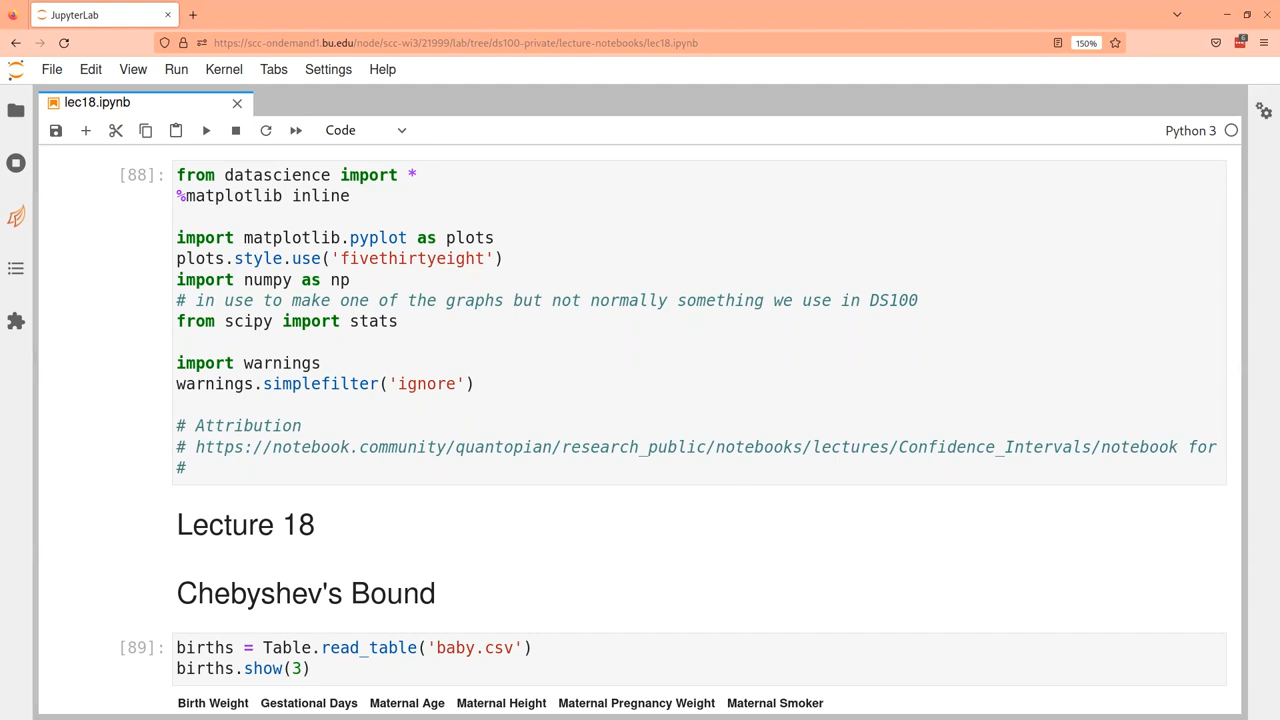 JupyterLab
https://scc-ondemand1.bu.edu/node/scc-wi3/21999/lab/tree/ds100-private/lecture-notebooks/lec18.ipynb
150%
6
File Edit View Run Kernel Tabs Settings Help
lec18.ipynb
Code
Python 3
[88]:
from datascience import *
%matplotlib inline
import matplotlib.pyplot as plots
plots.style.use('fivethirtyeight')
import numpy as np
# in use to make one of the graphs but not normally something we use in DS100
from scipy import stats
import warnings
warnings.simplefilter('ignore')
# Attribution
# https://notebook.community/quantopian/research_public/notebooks/lectures/Confidence_Intervals/notebook for
#
Lecture 18
Chebyshev's Bound
[89]:
births = Table.read_table('baby.csv')
births.show(3)
Birth Weight Gestational Days Maternal Age Maternal Height Maternal Pregnancy Weight Maternal Smoker